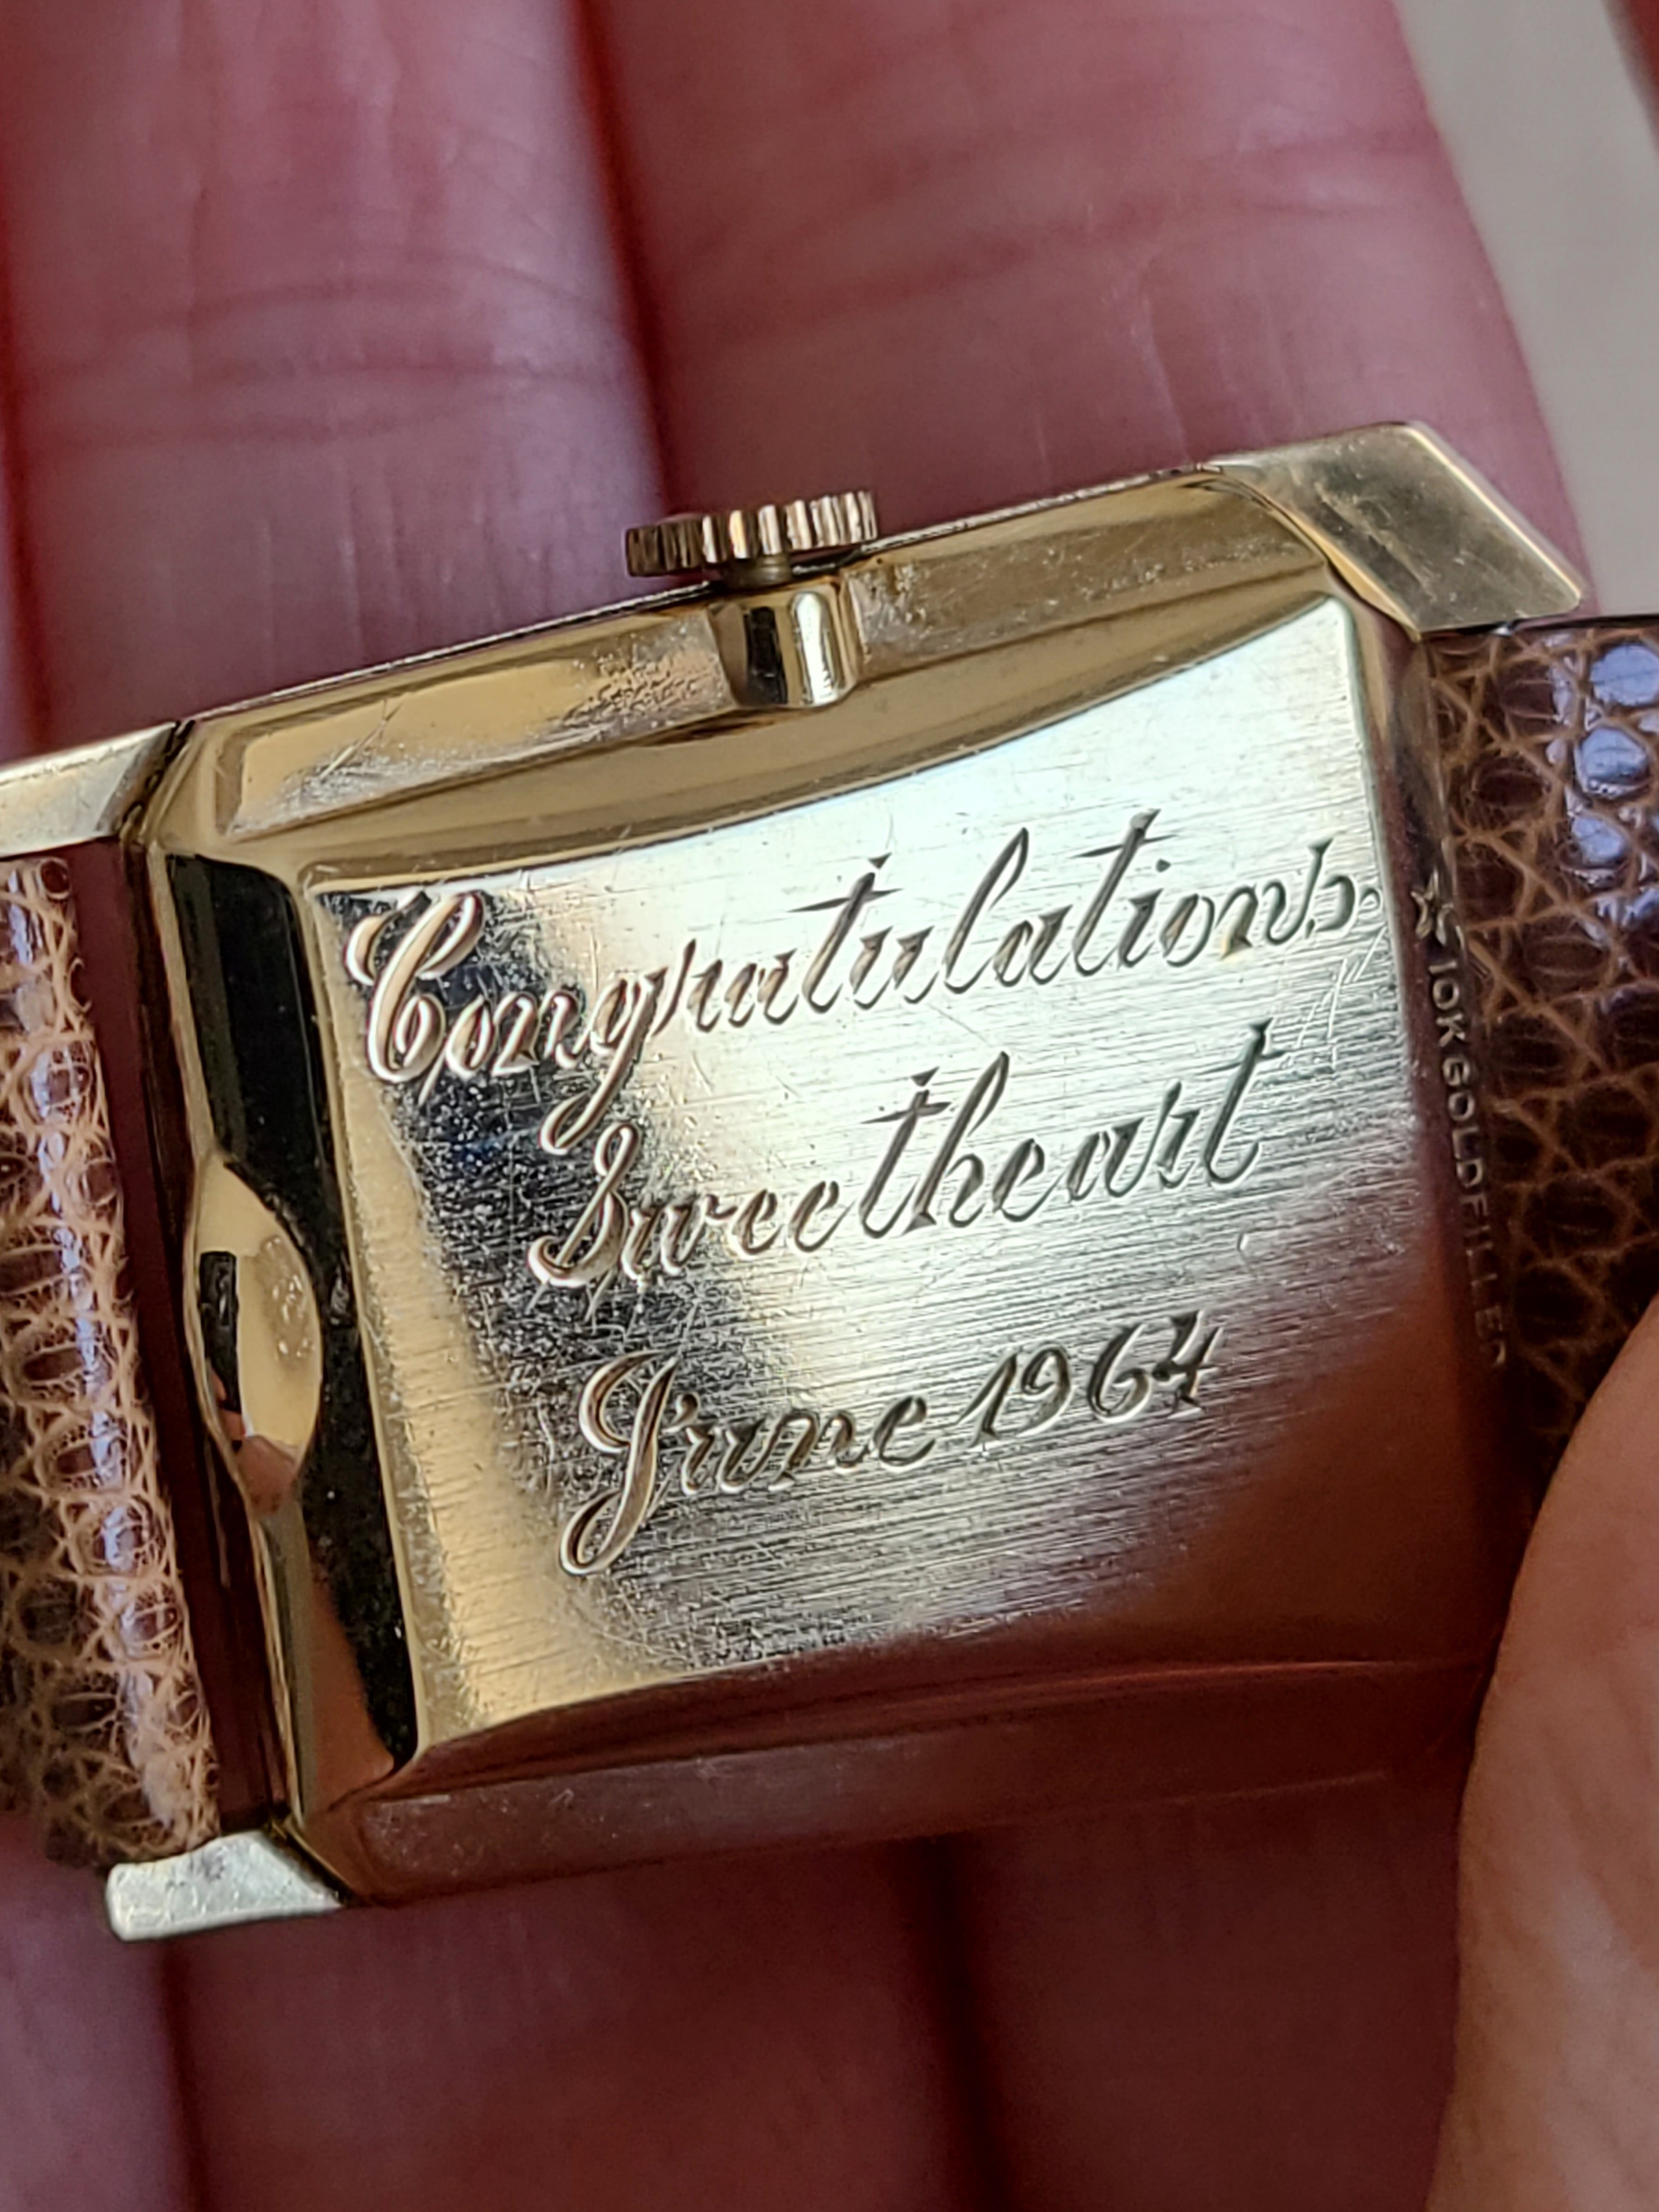 Congratulations
Sweetheart
June 1964
10K GOLD FILLED